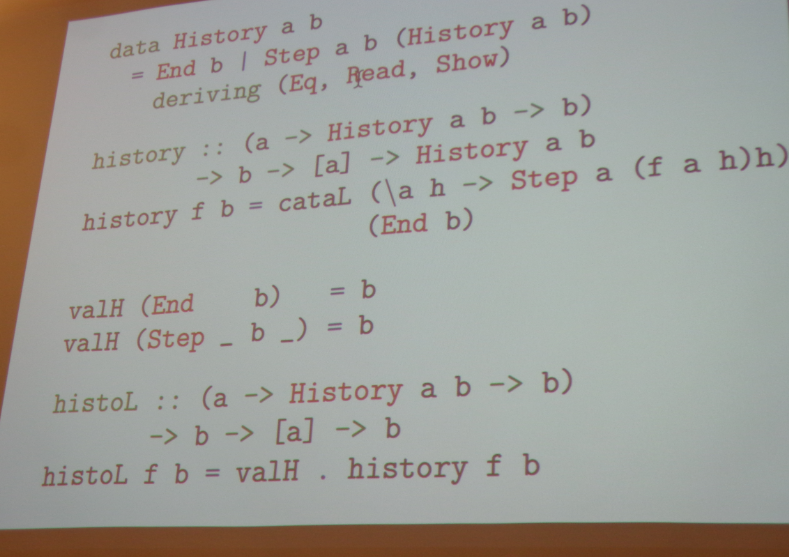 data History a b
= End b | Step a b (History a b)
deriving (Eq, Read, Show)
history :: (a -> History a b -> b)
-> b -> [a] -> History a b
history f b = cataL (\a h -> Step a (f a h)h)
(End b)
valH (End b) = b
valH (Step _ b _) = b
histoL :: (a -> History a b -> b)
-> b -> [a] -> b
histoL f b = valH . history f b